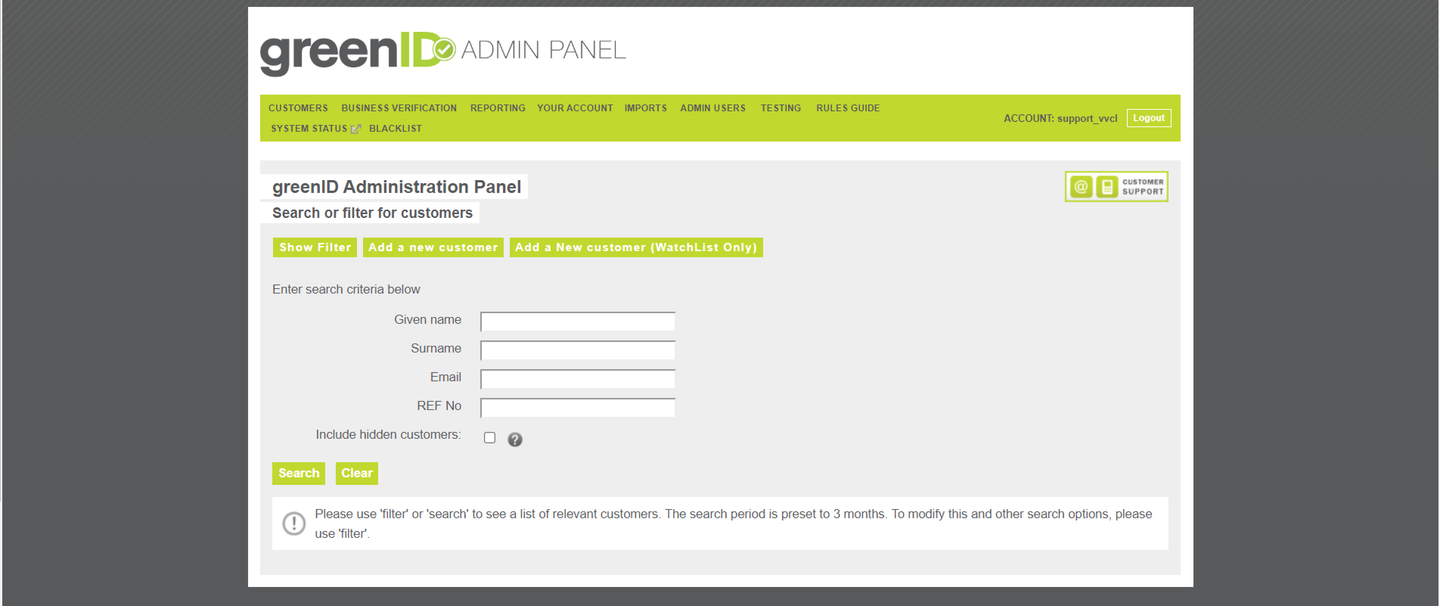 greenID ADMIN PANEL
CUSTOMERS BUSINESS VERIFICATION REPORTING YOUR ACCOUNT IMPORTS ADMIN USERS TESTING RULES GUIDE
SYSTEM STATUS BLACKLIST
ACCOUNT: support_vvcl Logout
greenID Administration Panel
@ CUSTOMER SUPPORT
Search or filter for customers
Show Filter Add a new customer Add a New customer (WatchList Only)
Enter search criteria below
Given name
Surname
Email
REF No
Include hidden customers: ?
Search Clear
! Please use 'filter' or 'search' to see a list of relevant customers. The search period is preset to 3 months. To modify this and other search options, please
use 'filter'.